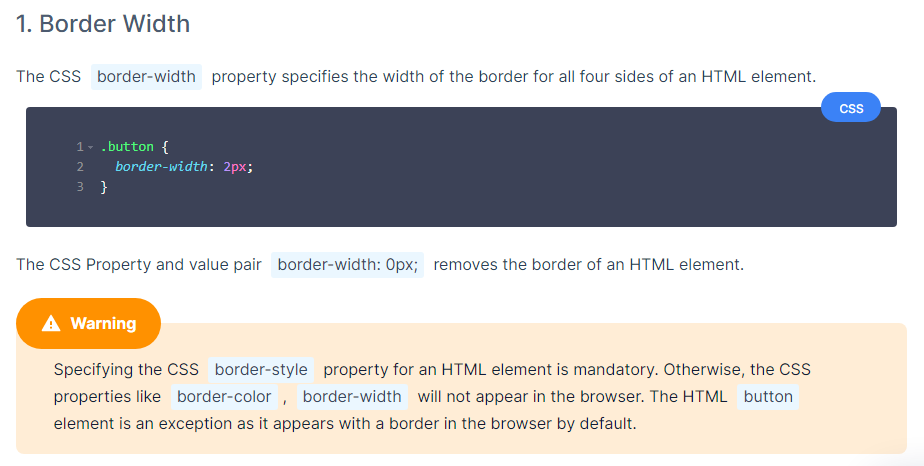 1. Border Width
The CSS border-width property specifies the width of the border for all four sides of an HTML element.
CSS
1 .button {
2 border-width: 2px;
3 }
The CSS Property and value pair border-width: 0px; removes the border of an HTML element.
Warning
Specifying the CSS border-style property for an HTML element is mandatory. Otherwise, the CSS
properties like border-color , border-width will not appear in the browser. The HTML button
element is an exception as it appears with a border in the browser by default.